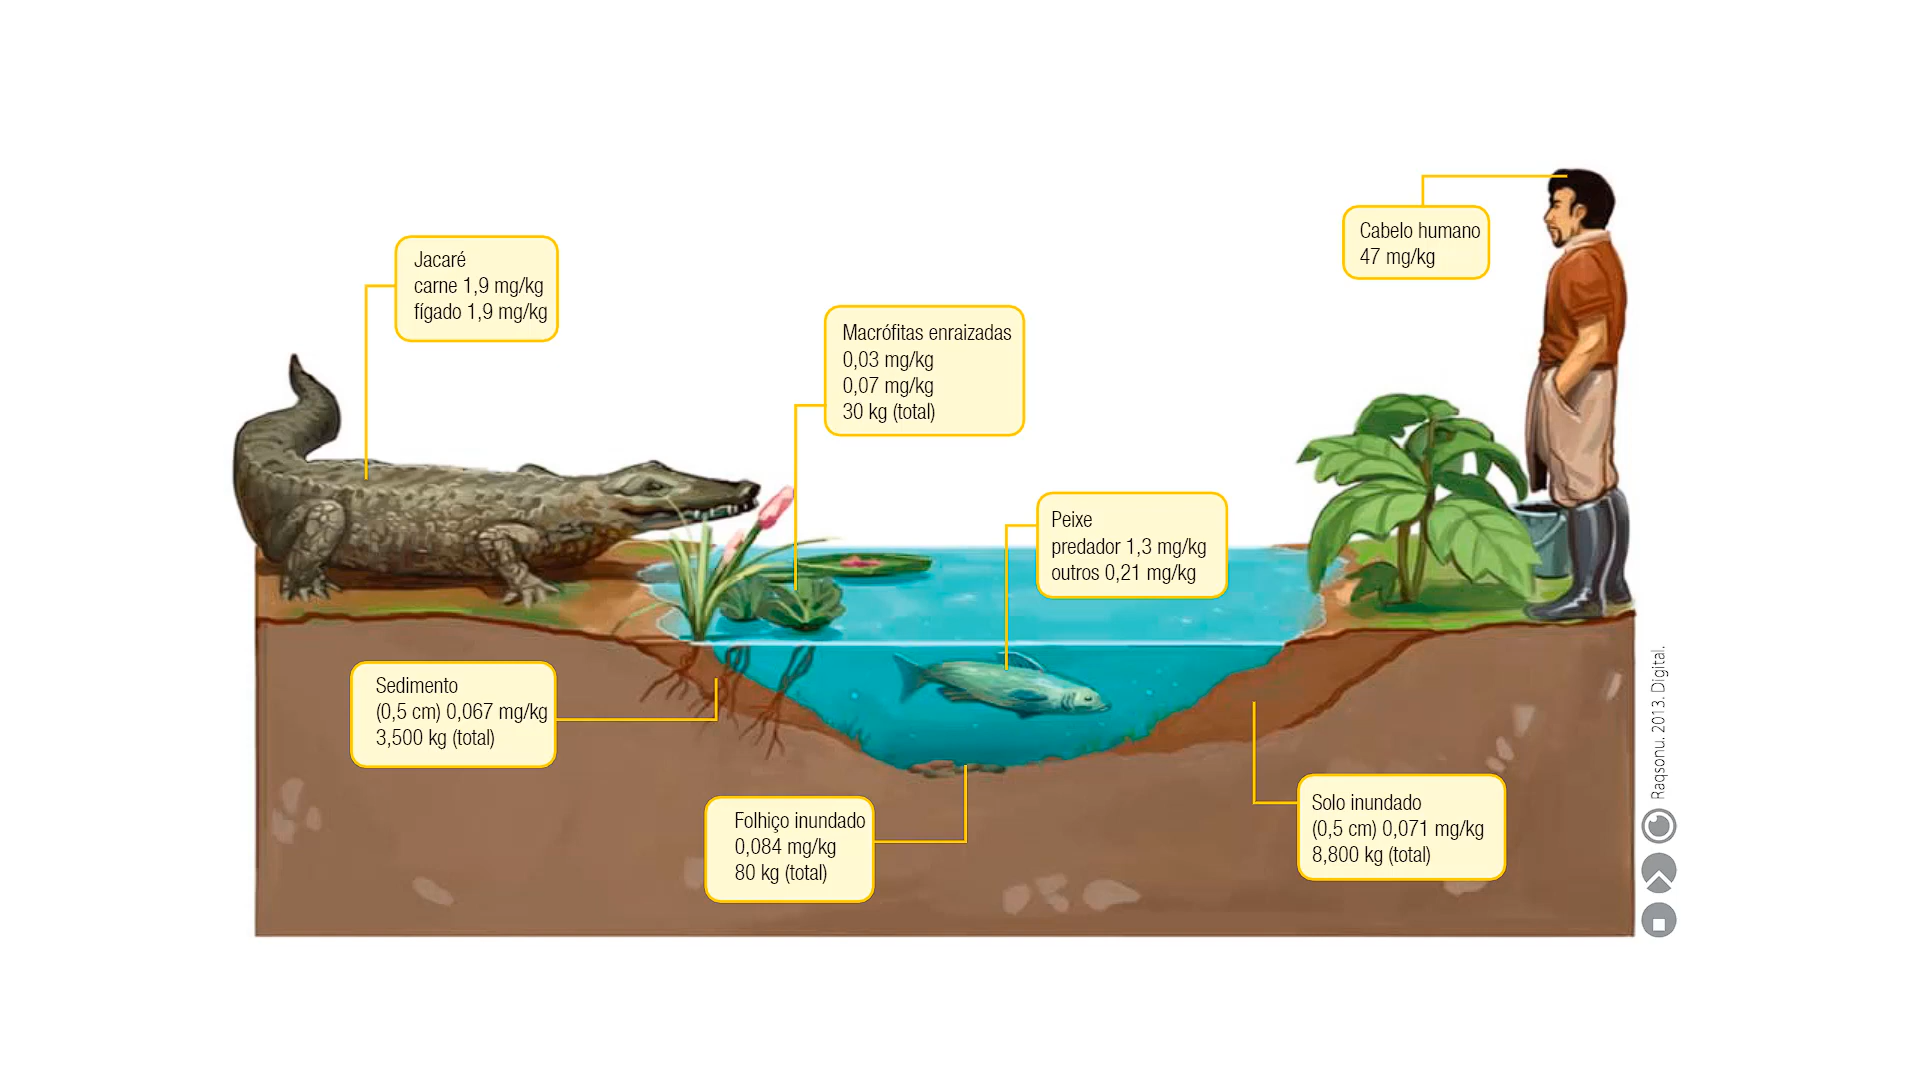 Cabelo humano
47 mg/kg
Jacaré
carne 1,9 mg/kg
fígado 1,9 mg/kg
Macrófitas enraizadas
0,03 mg/kg
0,07 mg/kg
30 kg (total)
Peixe
predador 1,3 mg/kg
outros 0,21 mg/kg
Sedimento
(0,5 cm) 0,067 mg/kg
3,500 kg (total)
Folhiço inundado
0,084 mg/kg
80 kg (total)
Solo inundado
(0,5 cm) 0,071 mg/kg
8,800 kg (total)
Raqsonu. 2013. Digital.